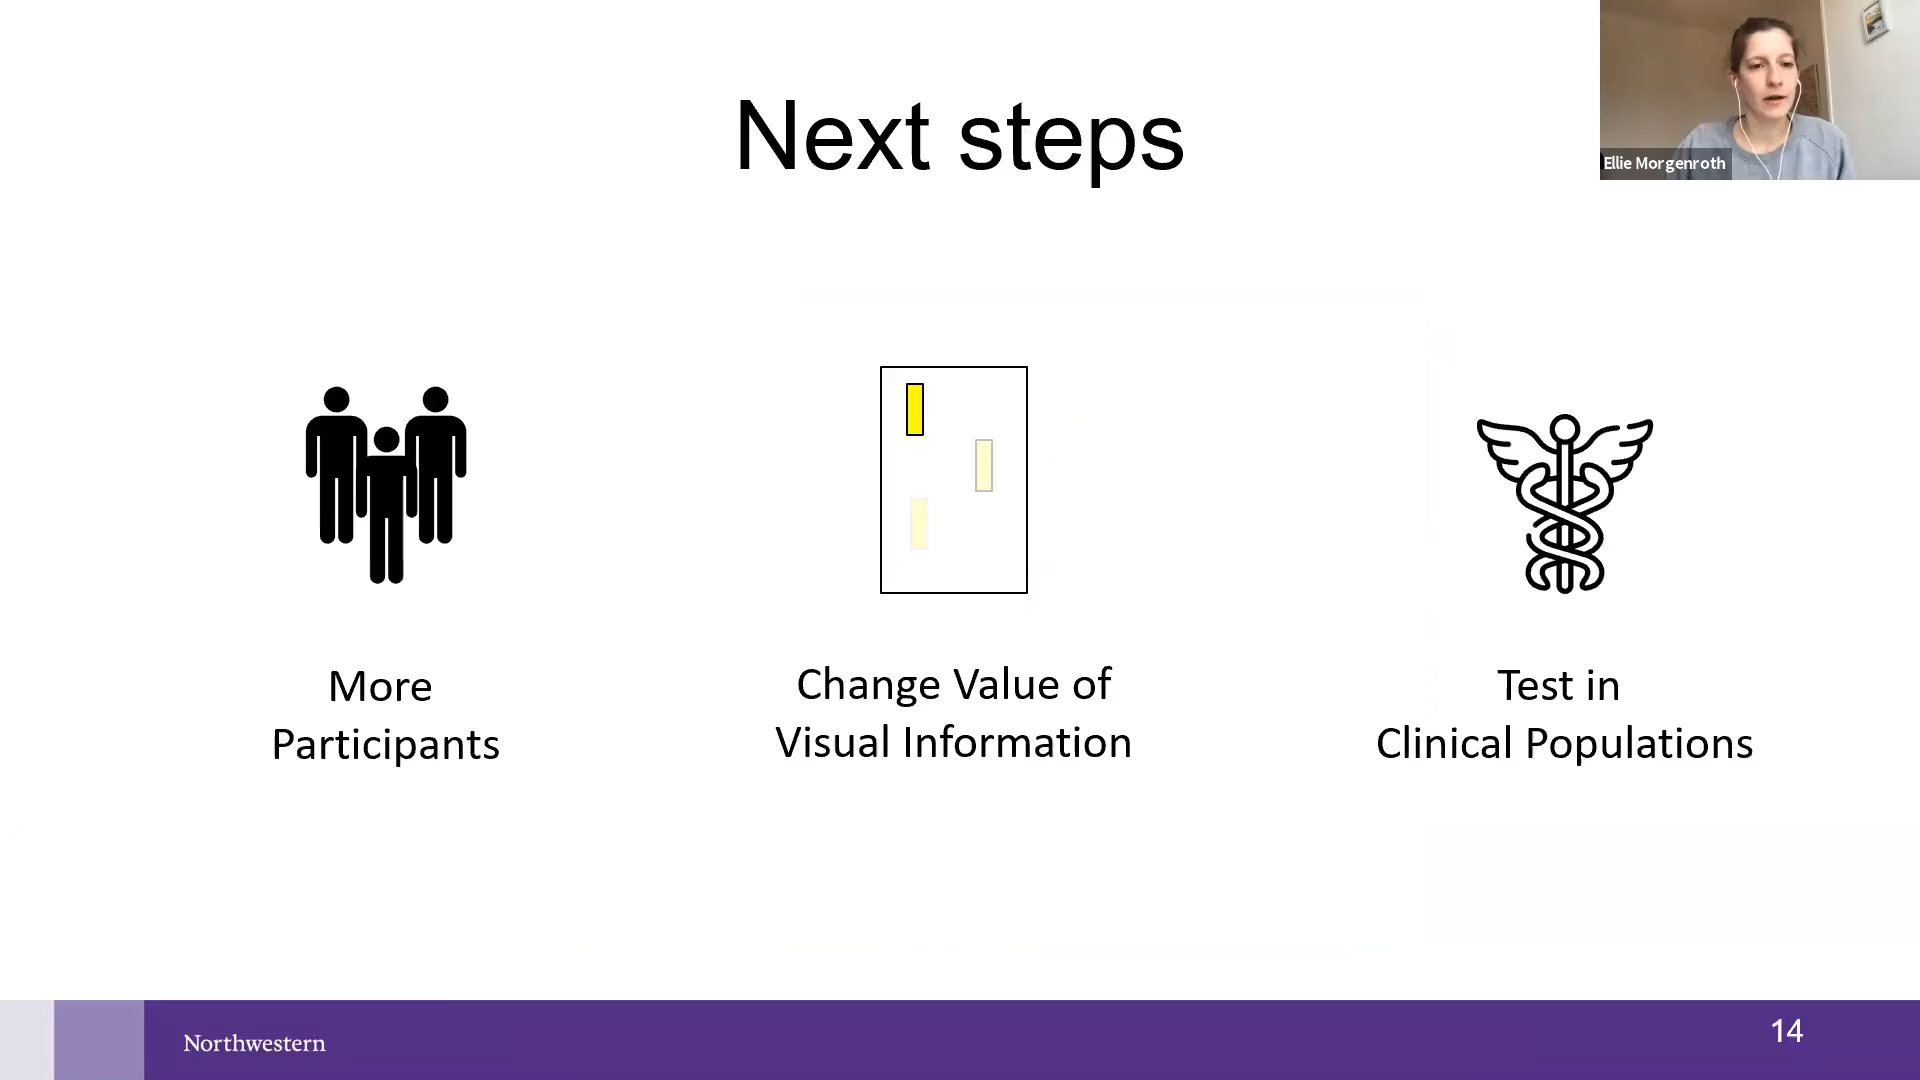 Next steps
Ellie Morgenroth
More
Participants
Change Value of
Visual Information
Test in
Clinical Populations
Northwestern
14